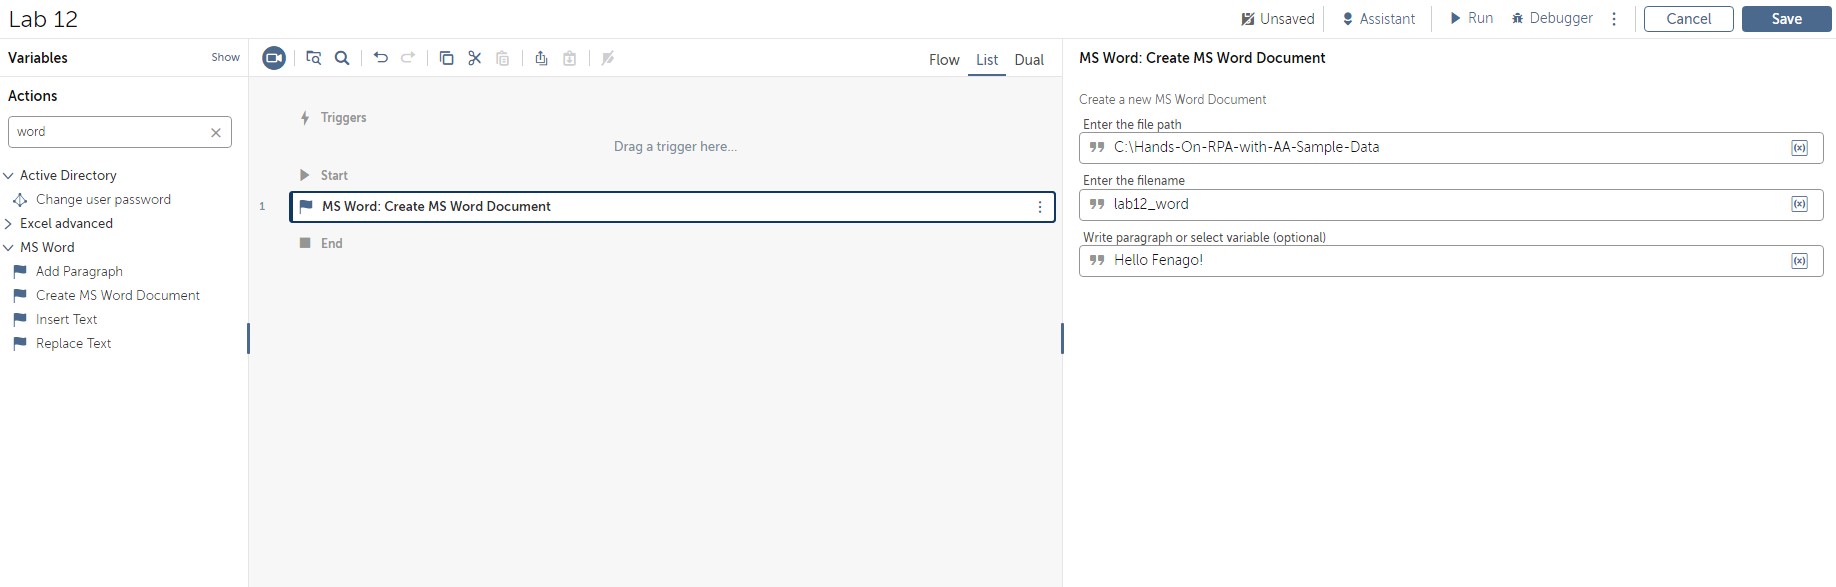 Lab 12
Unsaved
Assistant
Run
Debugger
Cancel
Save
Variables
Show
Flow
List
Dual
MS Word: Create MS Word Document
Actions
word
Active Directory
Change user password
Excel advanced
MS Word
Add Paragraph
Create MS Word Document
Insert Text
Replace Text
Triggers
Drag a trigger here...
Start
1
MS Word: Create MS Word Document
End
Create a new MS Word Document
Enter the file path
C:\Hands-On-RPA-with-AA-Sample-Data
(x)
Enter the filename
lab12_word
(x)
Write paragraph or select variable (optional)
Hello Fenago!
(x)